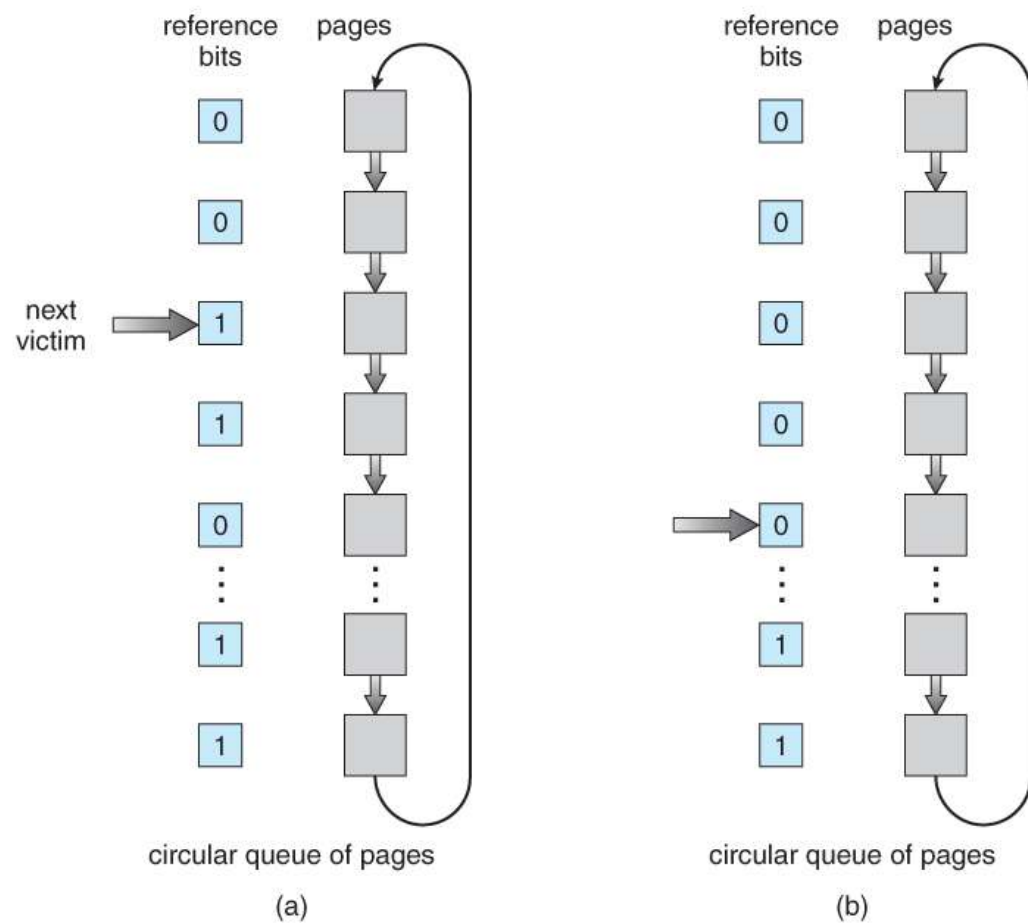 reference pages
bits
0
0
next
victim
1
1
0
1
1
circular queue of pages
(a)
reference pages
bits
0
0
0
0
0
1
1
circular queue of pages
(b)